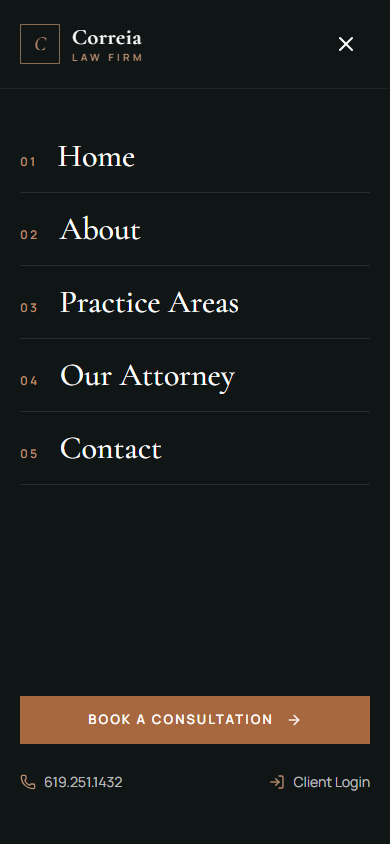 C
Correia
LAW FIRM
01 Home
02 About
03 Practice Areas
04 Our Attorney
05 Contact
BOOK A CONSULTATION
619.251.1432
Client Login